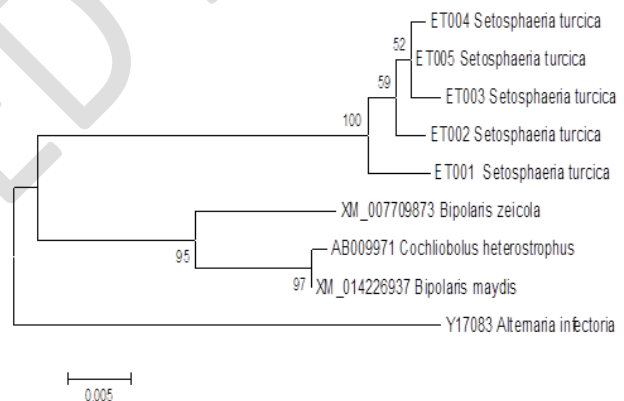 ET004 Setosphaeria turcica
52
ET005 Setosphaeria turcica
59
ET003 Setosphaeria turcica
100
ET002 Setosphaeria turcica
ET001 Setosphaeria turcica
XM_007709873 Bipolaris zeicola
95
AB009971 Cochliobolus heterostrophus
97
XM_014226937 Bipolaris maydis
Y17083 Alternaria infectoria
0.005